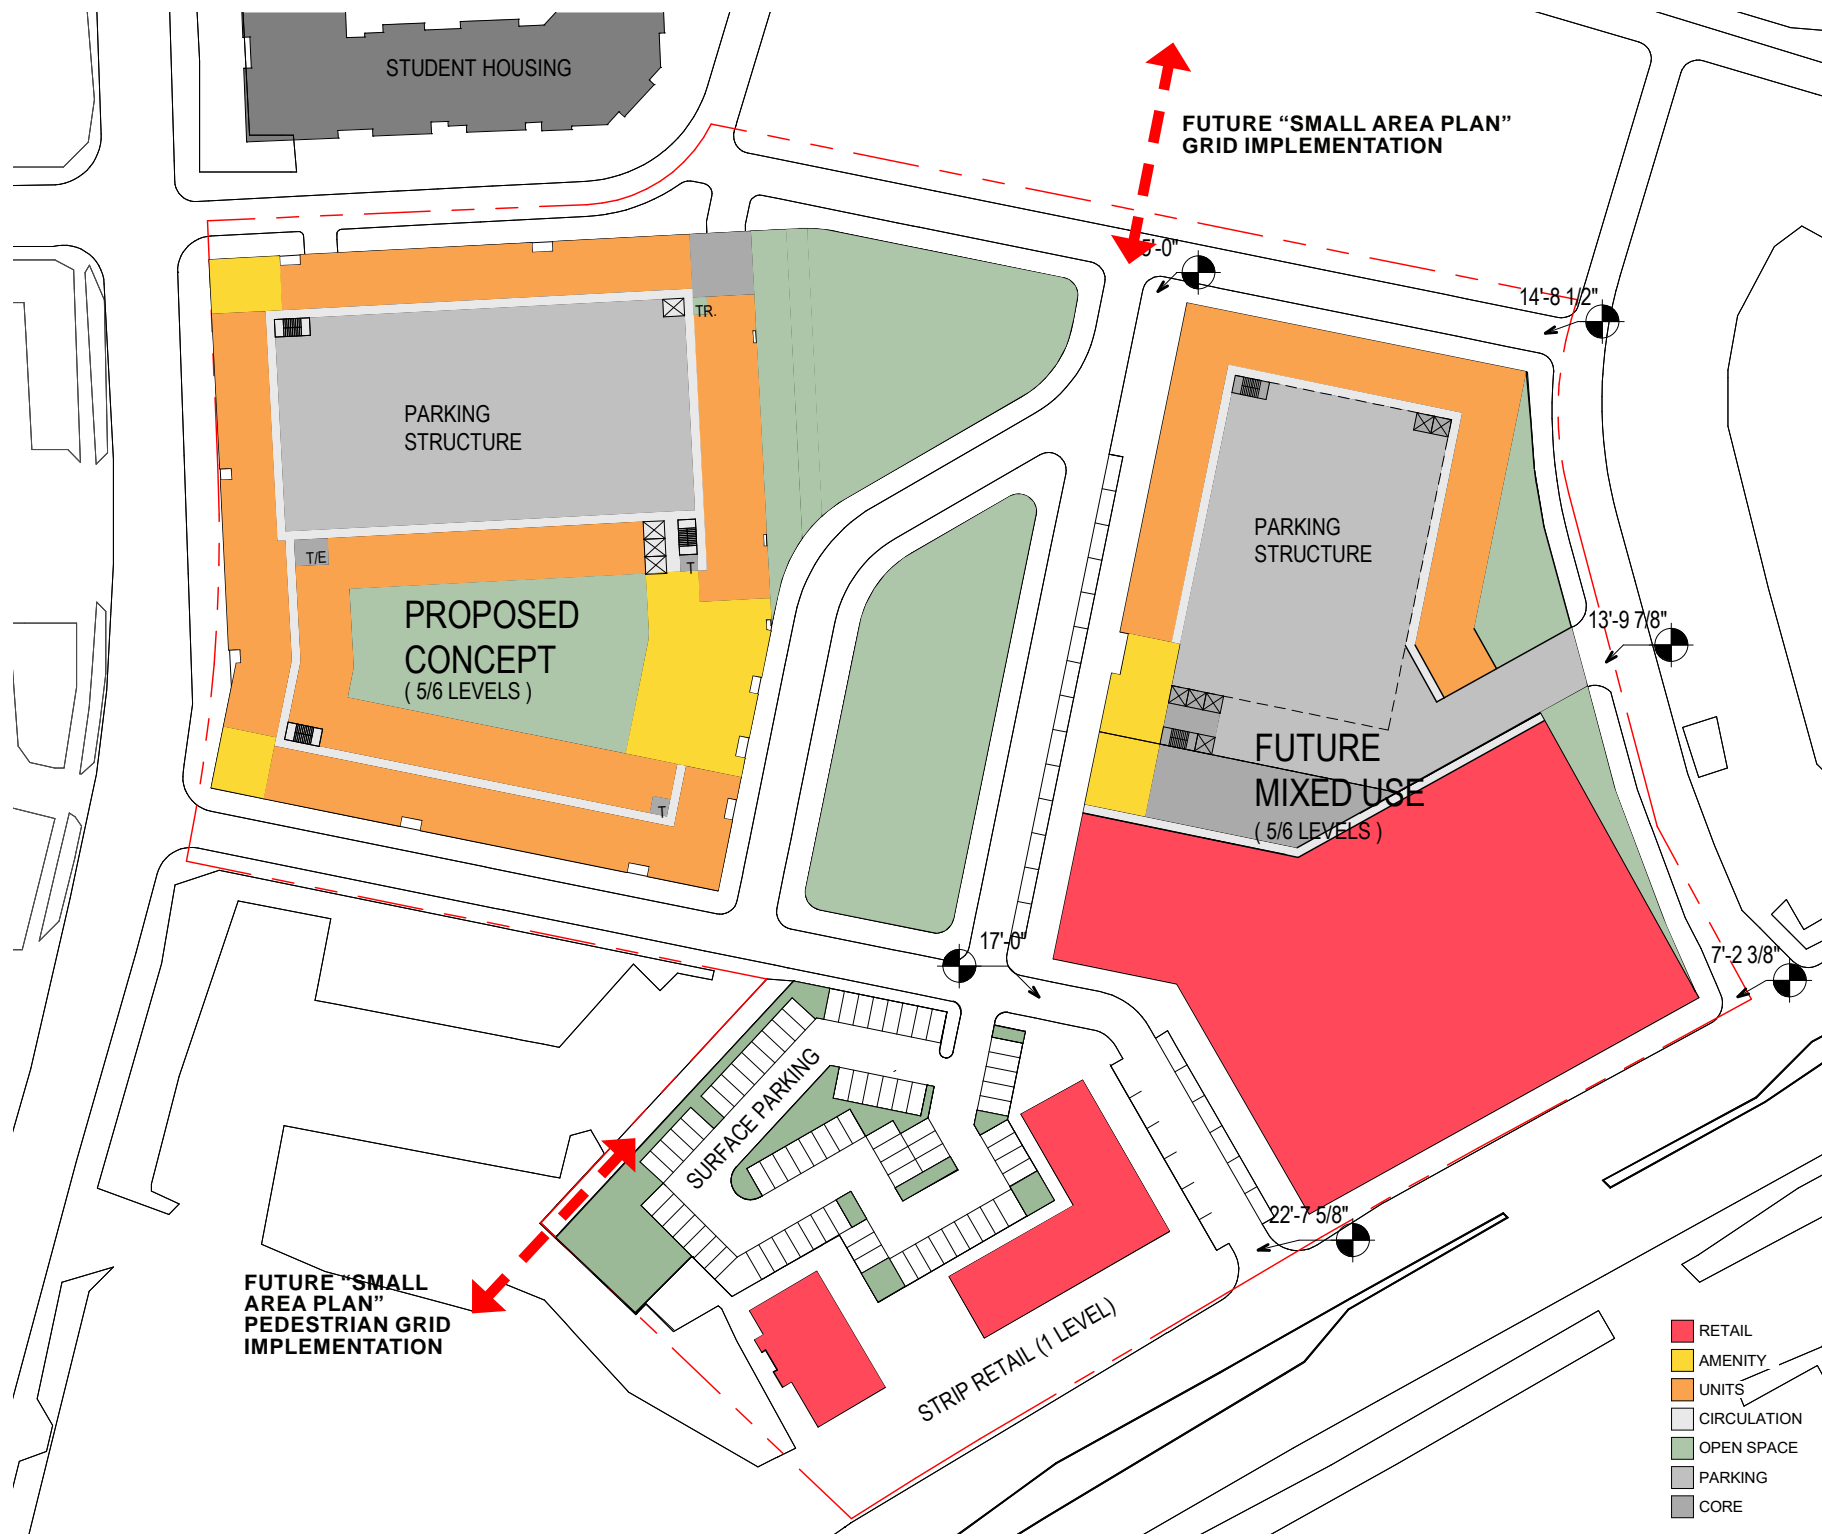 STUDENT HOUSING
FUTURE “SMALL AREA PLAN”
GRID IMPLEMENTATION
5'-0"
14'-8 1/2"
TR.
PARKING
STRUCTURE
PARKING
STRUCTURE
T/E
T
PROPOSED
CONCEPT
( 5/6 LEVELS )
13'-9 7/8"
FUTURE
MIXED USE
( 5/6 LEVELS )
T
17'-0"
7'-2 3/8"
SURFACE PARKING
22'-7 5/8"
FUTURE “SMALL
AREA PLAN”
PEDESTRIAN GRID
IMPLEMENTATION
STRIP RETAIL (1 LEVEL)
RETAIL
AMENITY
UNITS
CIRCULATION
OPEN SPACE
PARKING
CORE